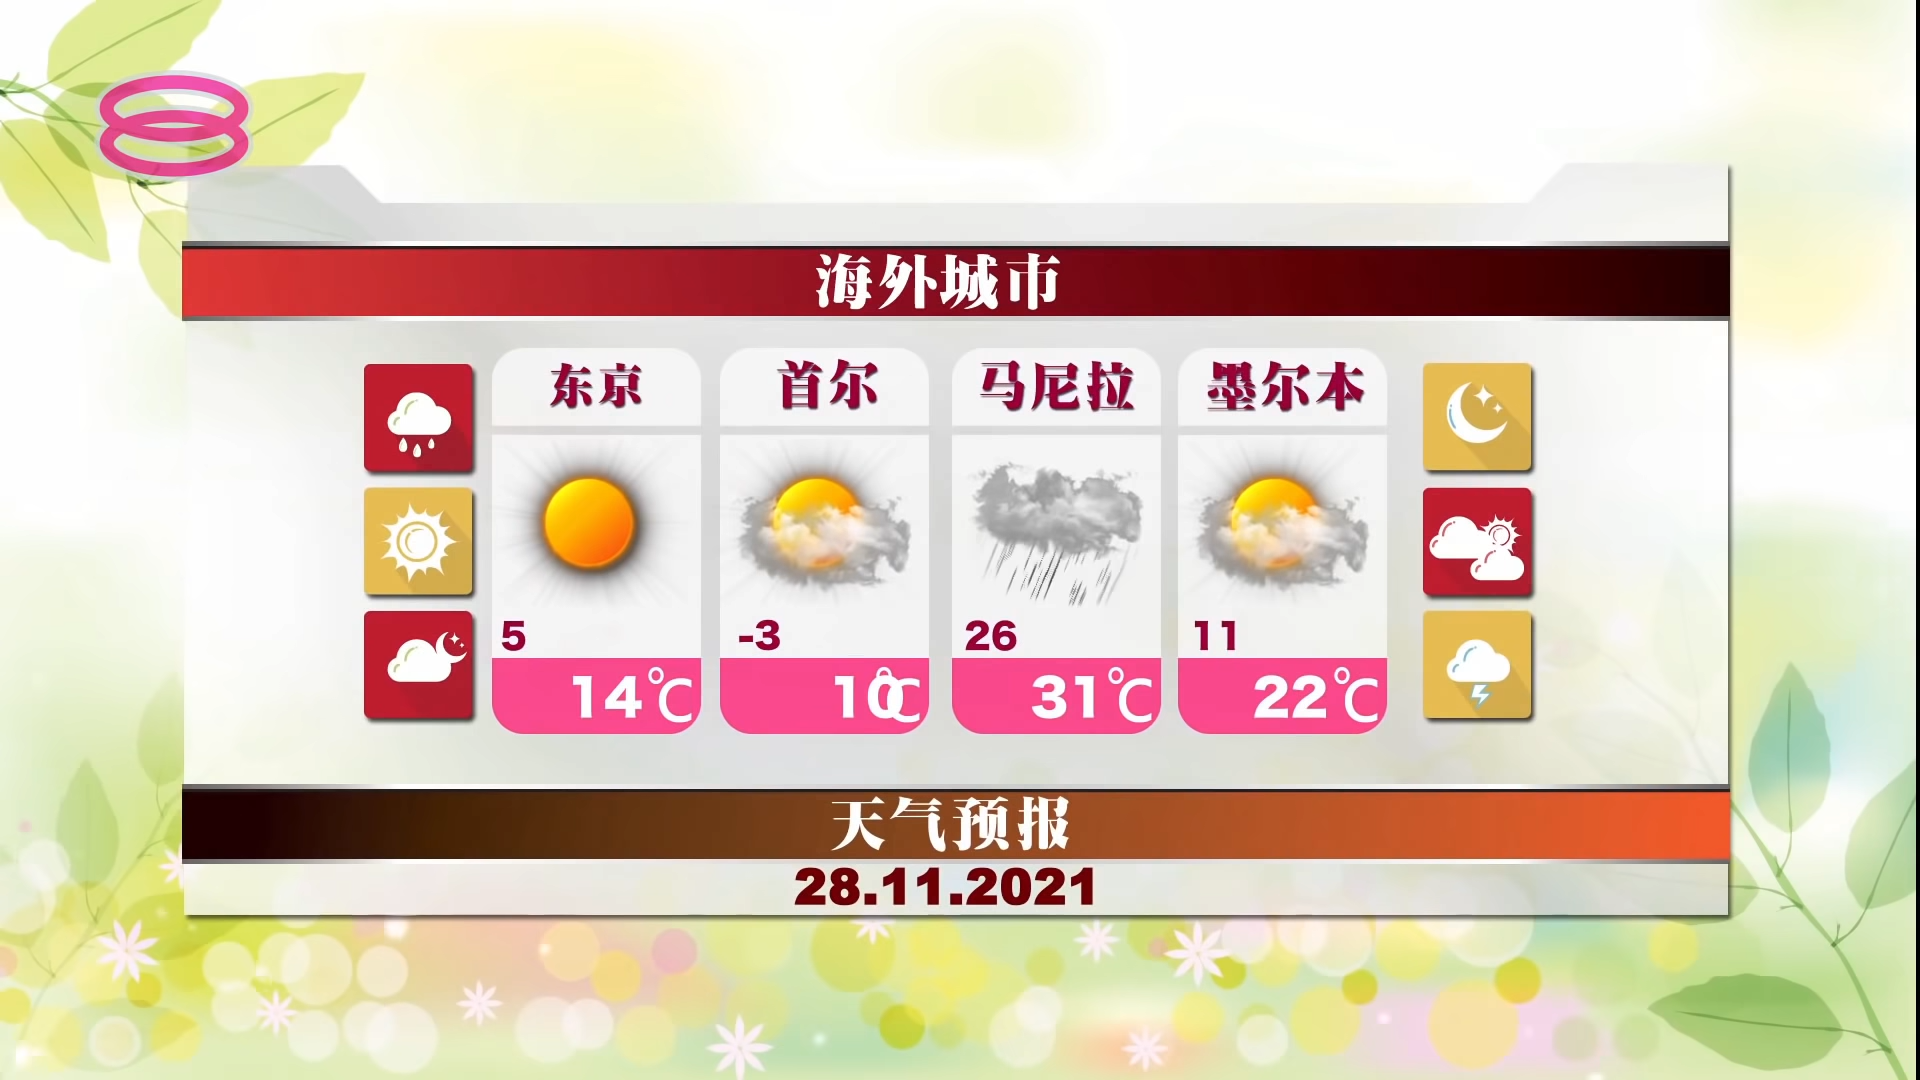 海外城市
东京 首尔 马尼拉 墨尔本
5 -3 26 11
14℃ 10℃ 31℃ 22℃
天气预报
28.11.2021